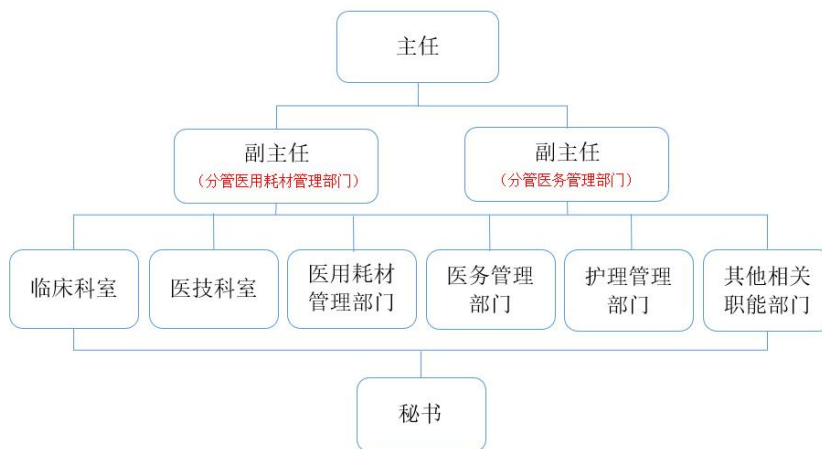 主任
副主任
（分管医用耗材管理部门）
副主任
（分管医务管理部门）
临床科室
医技科室
医用耗材
管理部门
医务管理
部门
护理管理
部门
其他相关
职能部门
秘书